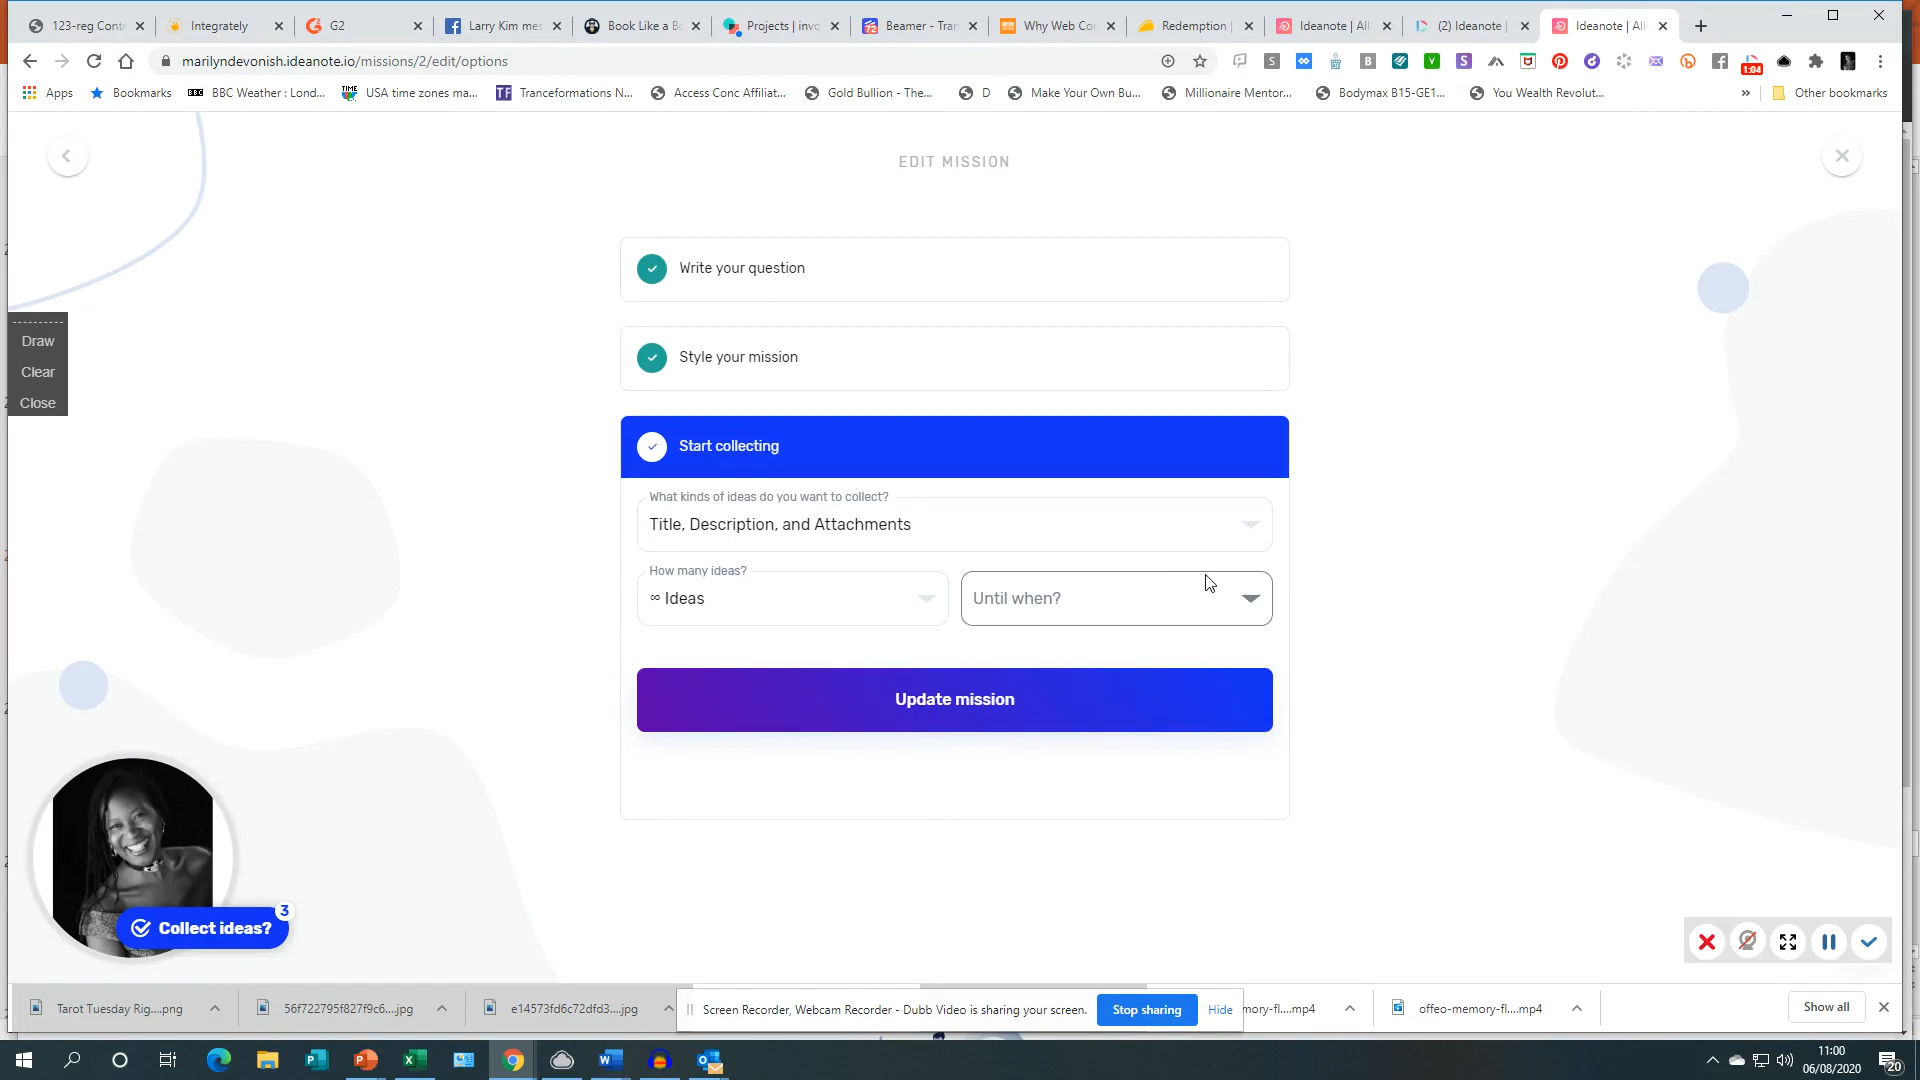 123-reg Cont
Integrately
G2
Larry Kim mes
Book Like a Bo
Projects | invo
Beamer - Tran
Why Web Co
Redemption |
Ideanote | All
(2) Ideanote |
Ideanote | All
marilyndevonish.ideanote.io/missions/2/edit/options
1:04
Apps
Bookmarks
BBC Weather : Lond...
USA time zones ma...
Tranceformations N...
Access Conc Affiliat...
Gold Bullion - The...
D
Make Your Own Bu...
Millionaire Mentor...
Bodymax B15-GE1...
You Wealth Revolut...
Other bookmarks
EDIT MISSION
Write your question
Style your mission
Draw
Clear
Close
Start collecting
What kinds of ideas do you want to collect?
Title, Description, and Attachments
How many ideas?
∞ Ideas
Until when?
Update mission
3
Collect ideas?
Tarot Tuesday Rig....png
56f722795f827f9c6....jpg
e14573fd6c72dfd3....jpg
Screen Recorder, Webcam Recorder - Dubb Video is sharing your screen.
Stop sharing
Hide
mory-fl....mp4
offeo-memory-fl....mp4
Show all
11:00
06/08/2020
20